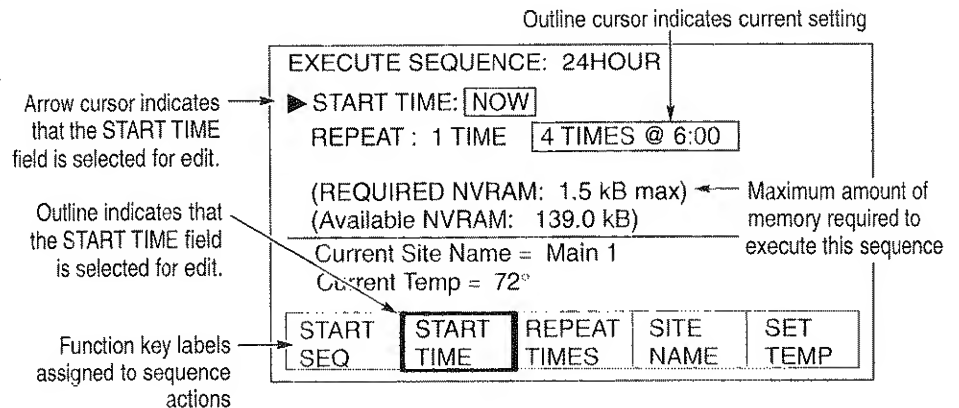 Outline cursor indicates current setting
EXECUTE SEQUENCE: 24HOUR
Arrow cursor indicates
that the START TIME
field is selected for edit.
START TIME: NOW
REPEAT : 1 TIME 4 TIMES @ 6:00
(REQUIRED NVRAM: 1.5 kB max)
(Available NVRAM: 139.0 kB)
Maximum amount of
memory required to
execute this sequence
Outline indicates that
the START TIME field
is selected for edit.
Current Site Name = Main 1
Current Temp = 72°
Function key labels
assigned to sequence
actions
START
SEQ
START
TIME
REPEAT
TIMES
SITE
NAME
SET
TEMP